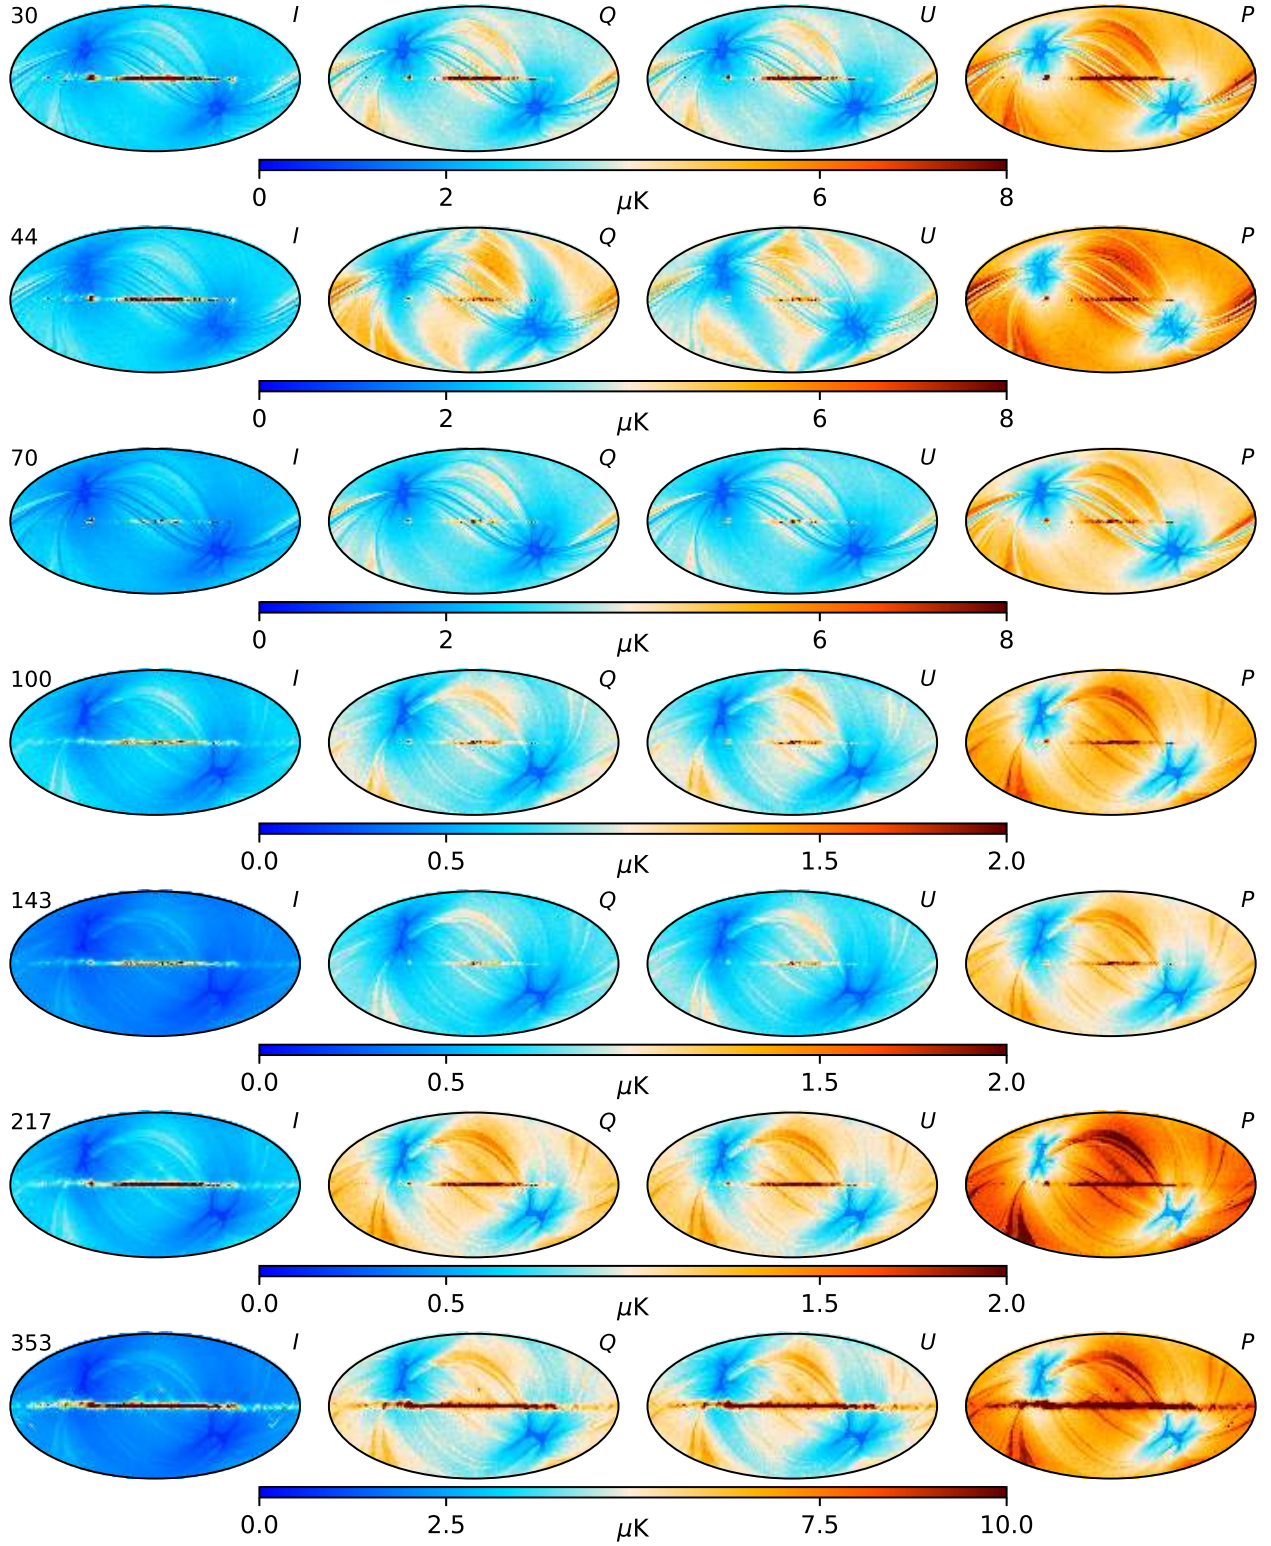 30 I Q U P
0 2 6 8
μK
44 I Q U P
0 2 6 8
μK
70 I Q U P
0 2 6 8
μK
100 I Q U P
0.0 0.5 1.5 2.0
μK
143 I Q U P
0.0 0.5 1.5 2.0
μK
217 I Q U P
0.0 0.5 1.5 2.0
μK
353 I Q U P
0.0 2.5 7.5 10.0
μK